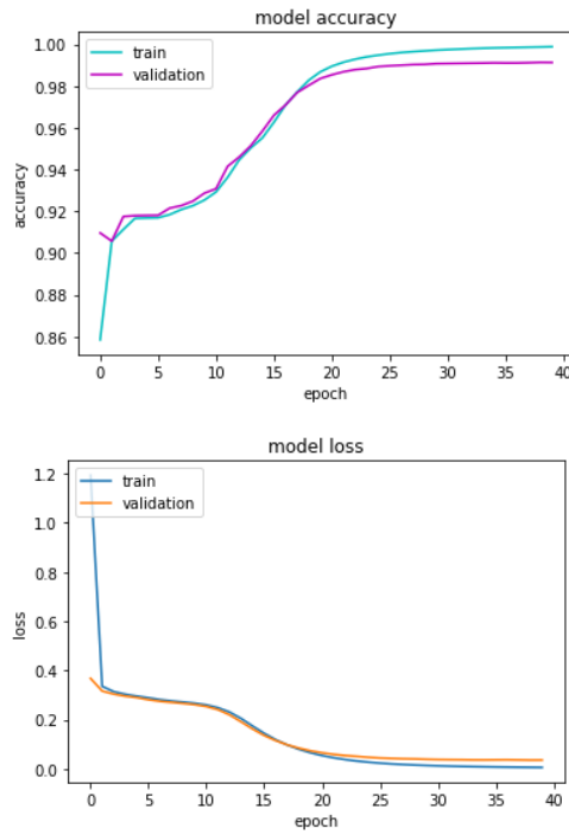 model accuracy
1.00
0.98
0.96
0.94
0.92
0.90
0.88
0.86
accuracy
train
validation
0 5 10 15 20 25 30 35 40
epoch
model loss
1.2
1.0
0.8
0.6
0.4
0.2
0.0
loss
train
validation
0 5 10 15 20 25 30 35 40
epoch